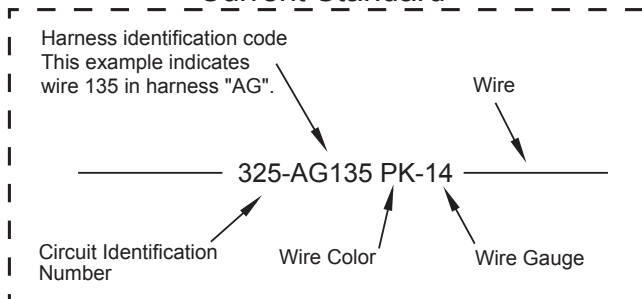 Current Standard
Harness identification code
This example indicates
wire 135 in harness "AG".
Wire
325-AG135 PK-14
Circuit Identification
Number
Wire Color
Wire Gauge